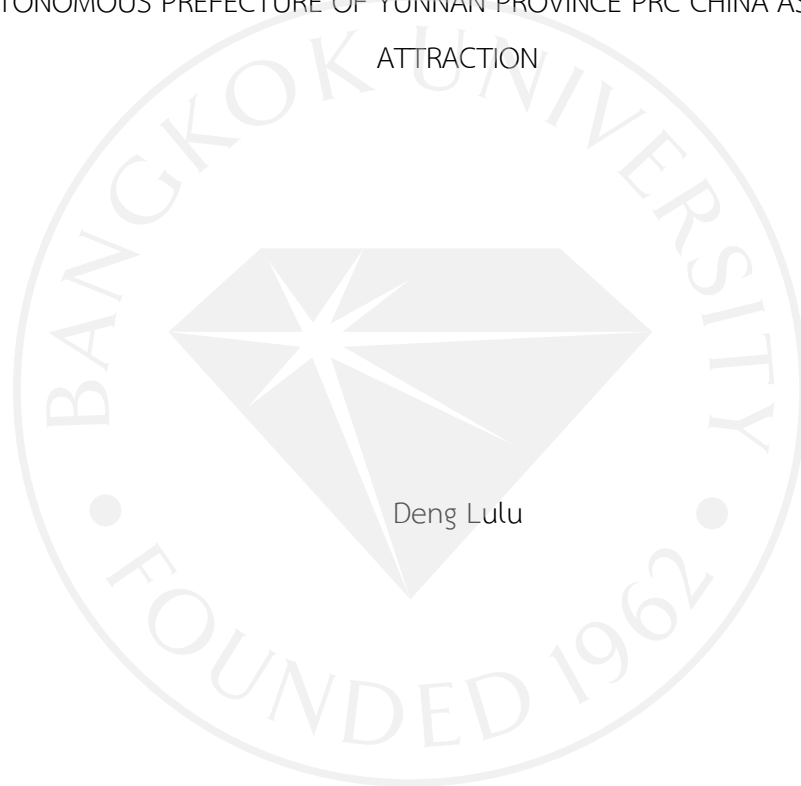 TONOMOUS PREFECTURE OF YUNNAN PROVINCE PRC CHINA AS
ATTRACTION
BANGKOK UNIVERSITY
Deng Lulu
FOUNDED 1962